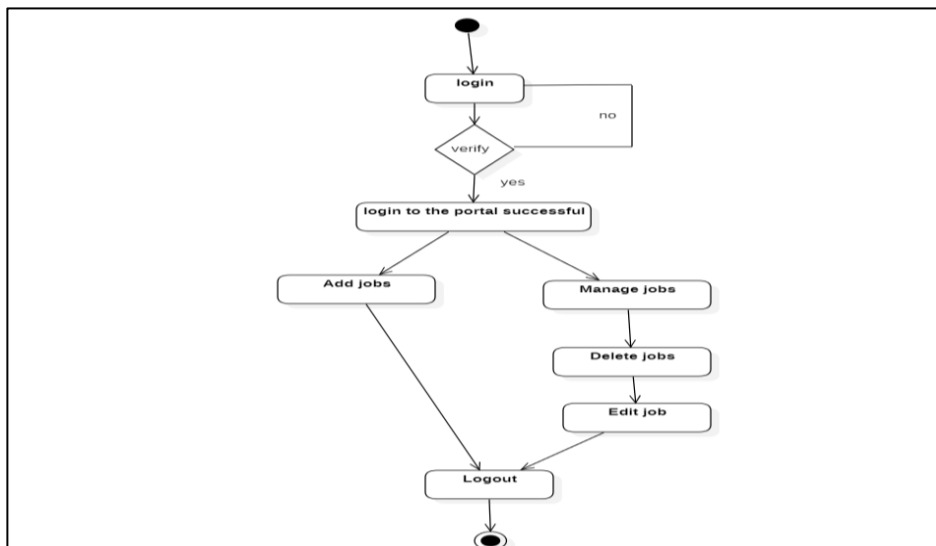 login
no
verify
yes
login to the portal successful
Add jobs
Manage jobs
Delete jobs
Edit job
Logout